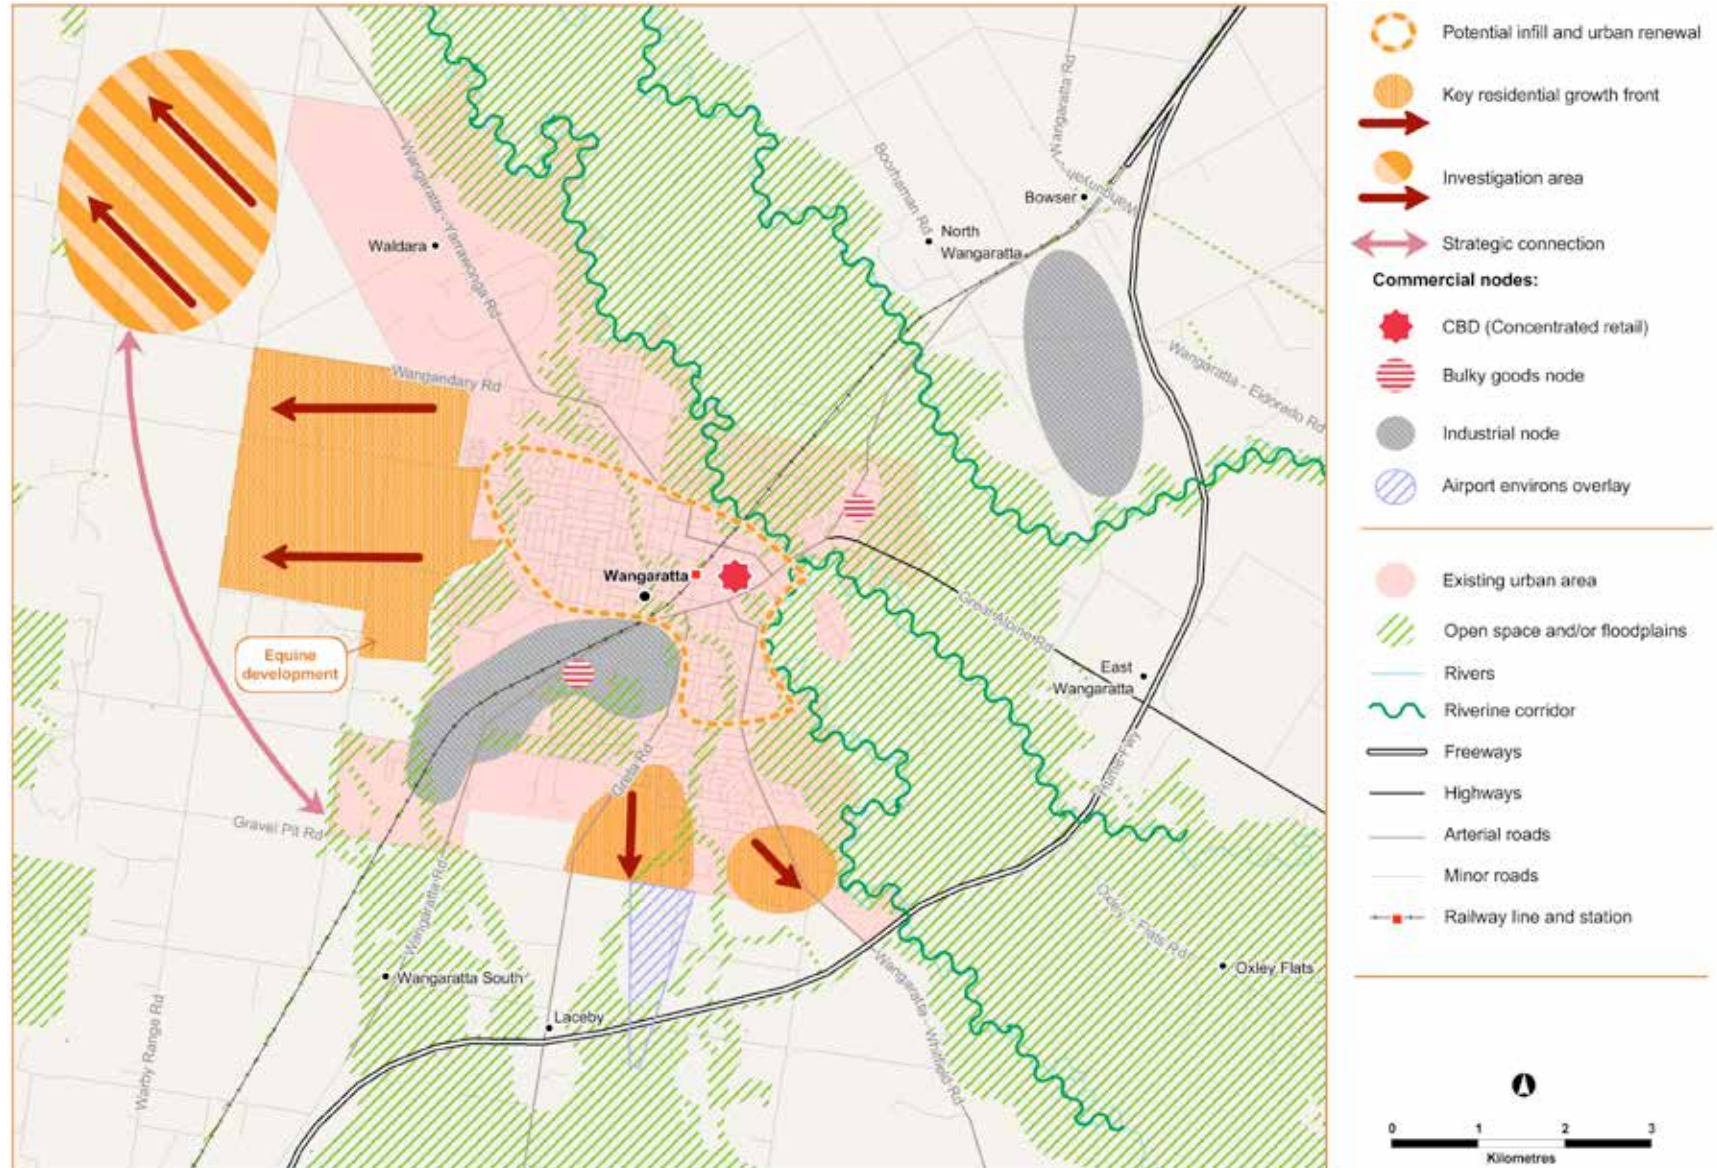 Wangaratta - Yarrawonga Rd
Waldara
Boorhaman Rd
Wangaratta Rd
Wangunyah
Bowser
North
Wangaratta
Wangaratta - Eldorado Rd
Wangandary Rd
Wangaratta
Great Alpine Rd
East
Wangaratta
Equine
development
Hume Fwy
Greta Rd
Gravel Pit Rd
Wangaratta Rd
Oxley - Flats Rd
Oxley Flats
Wangaratta South
Laceby
Warby Range Rd
Wangaratta - Whitfield Rd
Potential infill and urban renewal
Key residential growth front
Investigation area
Strategic connection
Commercial nodes:
CBD (Concentrated retail)
Bulky goods node
Industrial node
Airport environs overlay
Existing urban area
Open space and/or floodplains
Rivers
Riverine corridor
Freeways
Highways
Arterial roads
Minor roads
Railway line and station
0 1 2 3
Kilometres